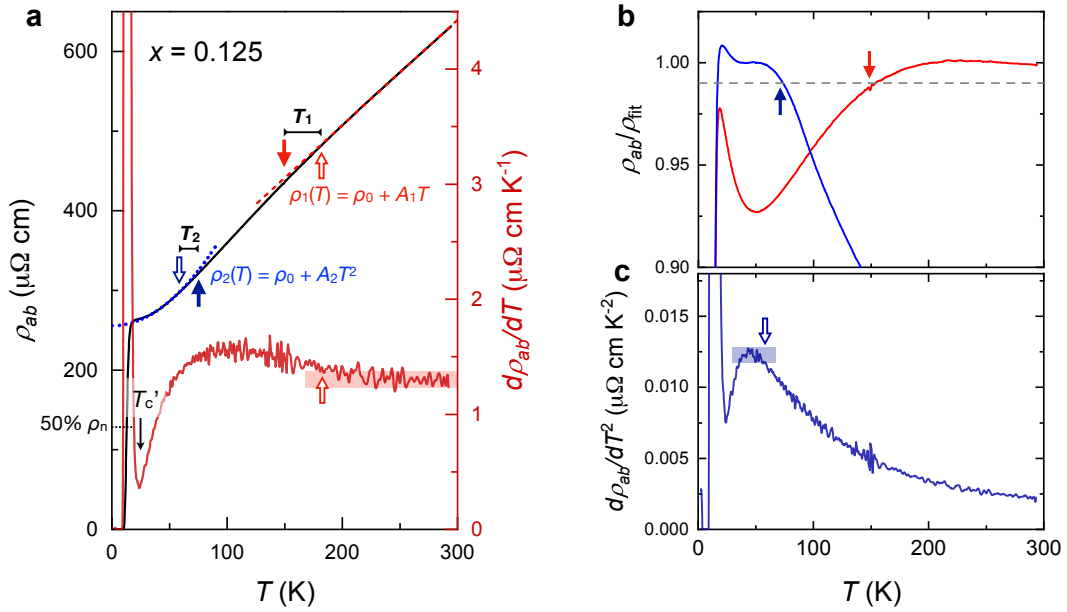 a
x = 0.125
600
400
200
0
ρab (μΩ cm)
50% ρn
Tc'
T1
T2
ρ1(T) = ρ0 + A1T
ρ2(T) = ρ0 + A2T²
4
3
2
1
0
dρab/dT (μΩ cm K⁻¹)
0
100
200
300
T (K)
b
1.00
0.95
0.90
ρab/ρfit
c
0.015
0.010
0.005
0.000
dρab/dT² (μΩ cm K⁻²)
0
100
200
300
T (K)